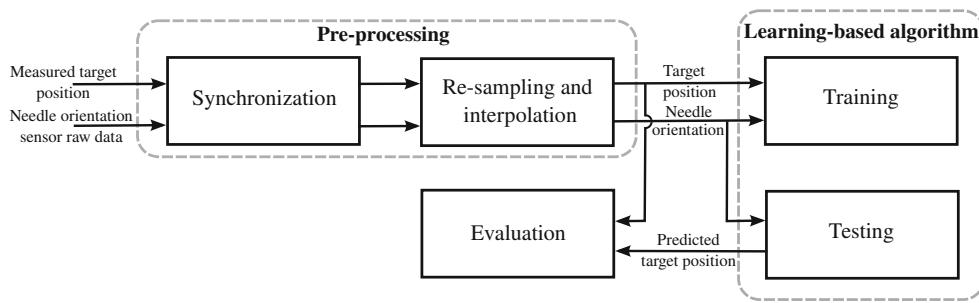 Pre-processing
Learning-based algorithm
Measured target
position
Needle orientation
sensor raw data
Synchronization
Re-sampling and
interpolation
Target
position
Needle
orientation
Training
Evaluation
Predicted
target position
Testing